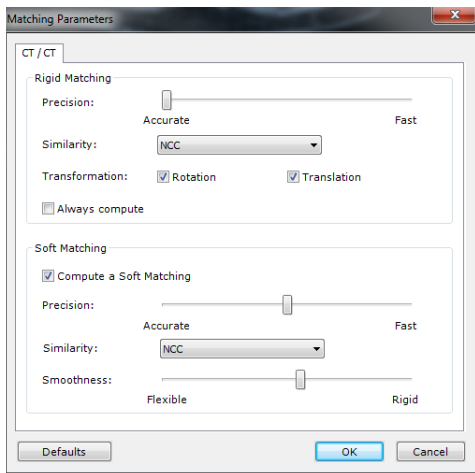 Matching Parameters
CT / CT
Rigid Matching
Precision:
Accurate Fast
Similarity: NCC
Transformation: Rotation Translation
Always compute
Soft Matching
Compute a Soft Matching
Precision:
Accurate Fast
Similarity: NCC
Smoothness:
Flexible Rigid
Defaults OK Cancel